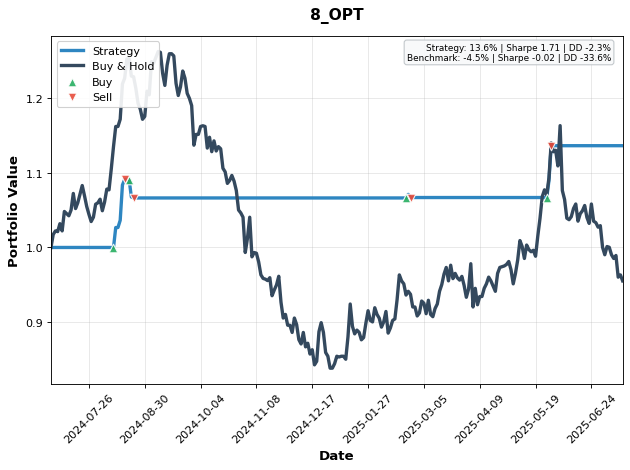 8_OPT
Strategy
Buy & Hold
Buy
Sell
Strategy: 13.6% | Sharpe 1.71 | DD -2.3%
Benchmark: -4.5% | Sharpe -0.02 | DD -33.6%
Portfolio Value
1.2
1.1
1.0
0.9
2024-07-26
2024-08-30
2024-10-04
2024-11-08
2024-12-17
2025-01-27
2025-03-05
2025-04-09
2025-05-19
2025-06-24
Date